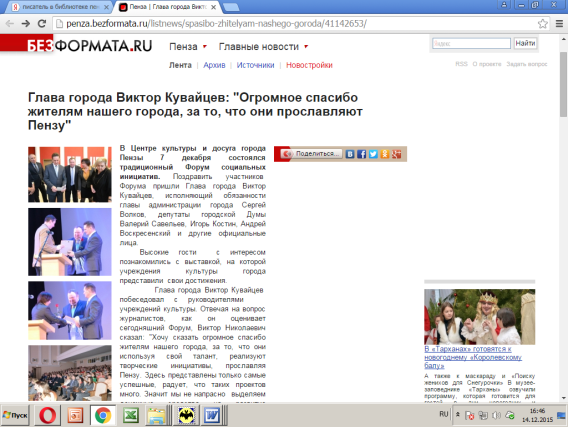 писатель в библиотеке пе
Пенза | Глава города Викт
penza.bezformata.ru/listnews/spasibo-zhitelyam-nashego-goroda/41142653/
БЕЗФОРМАТА.RU
Пенза
Главные новости
Найти
Лента | Архив | Источники | Новостройки
RSS О проекте Задать вопрос
Глава города Виктор Кувайцев: "Огромное спасибо
жителям нашего города, за то, что они прославляют
Пензу"
В Центре культуры и досуга города
Пензы 7 декабря состоялся
традиционный Форум социальных
инициатив. Поздравить участников
Форума пришли Глава города Виктор
Кувайцев, исполняющий обязанности
главы администрации города Сергей
Волков, депутаты городской Думы
Валерий Савельев, Игорь Костин, Андрей
Воскресенский и другие официальные
лица.
Высокие гости с интересом
познакомились с выставкой, на которой
учреждения культуры города
представили свои достижения.
Глава города Виктор Кувайцев
побеседовал с руководителями
учреждений культуры. Отвечая на вопрос
журналистов, как он оценивает
сегодняшний Форум, Виктор Николаевич
сказал: "Хочу сказать огромное спасибо
жителям нашего города, за то, что они
используя свой талант, реализуют
творческие инициативы, прославляя
Пензу. Здесь представлены только самые
успешные, радует, что таких проектов
много. Значит мы не напрасно выделяем
Поделиться...
В «Тарханах» готовятся к
новогоднему «Королевскому
балу»
А также к маскараду и «Поиску
женихов для Снегурочки» В музее-
заповеднике «Тарханы» озвучили
программу, которая готовится для
Пуск
RU
16:46
14.12.2015